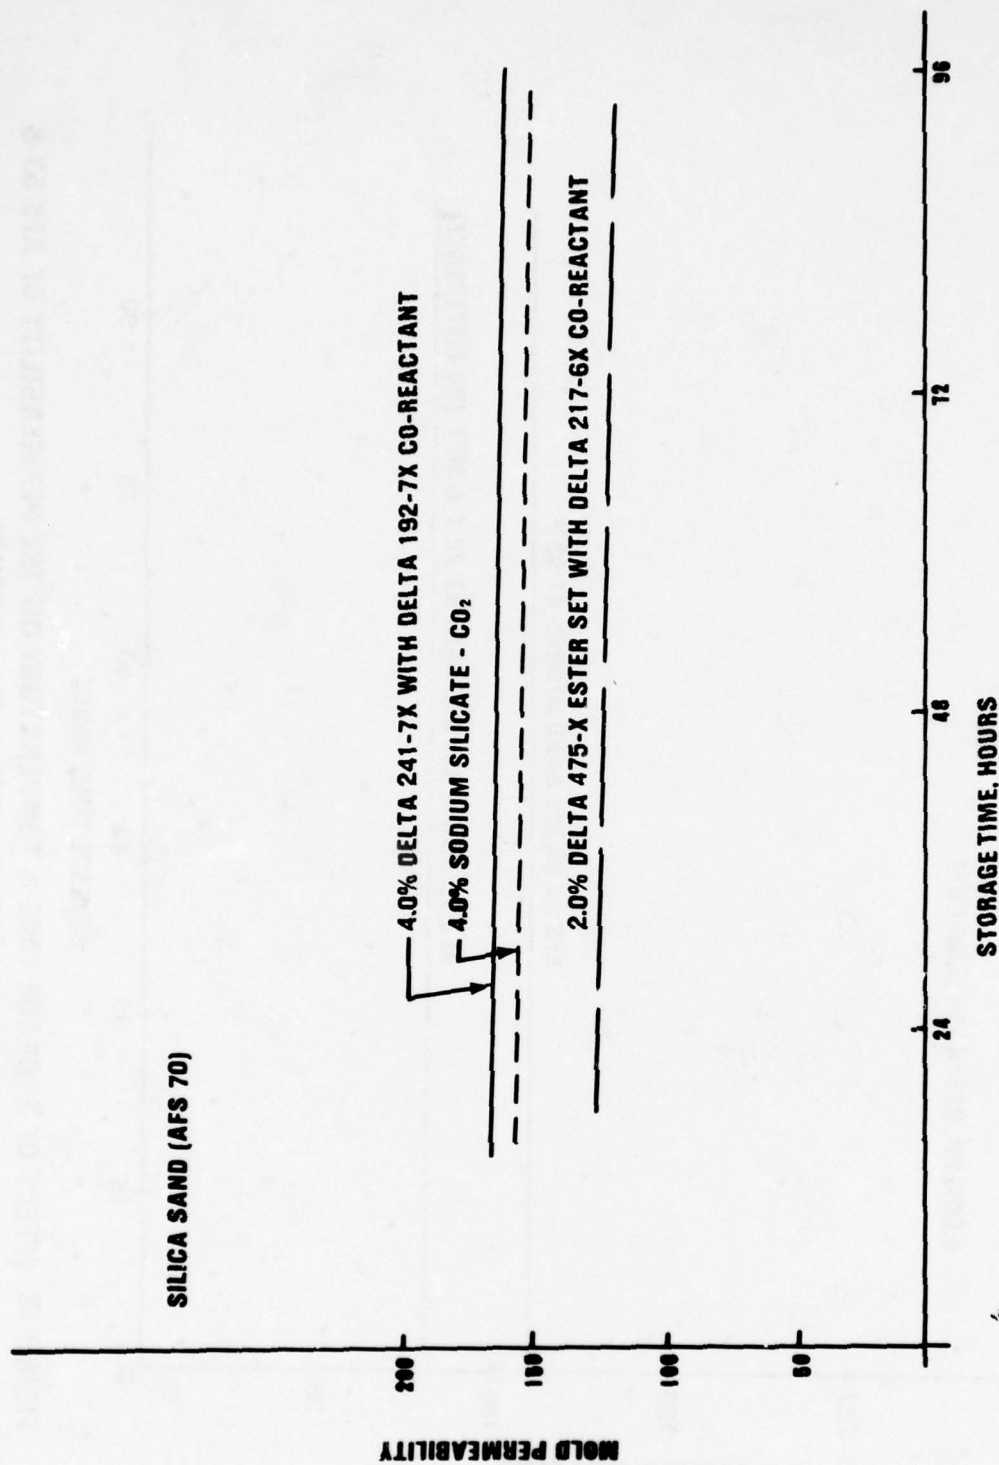 SILICA SAND (AFS 70)
4.0% DELTA 241-7X WITH DELTA 192-7X CO-REACTANT
4.0% SODIUM SILICATE - CO₂
2.0% DELTA 475-X ESTER SET WITH DELTA 217-6X CO-REACTANT
MOLD PERMEABILITY
200
150
100
50
24
48
72
96
STORAGE TIME, HOURS